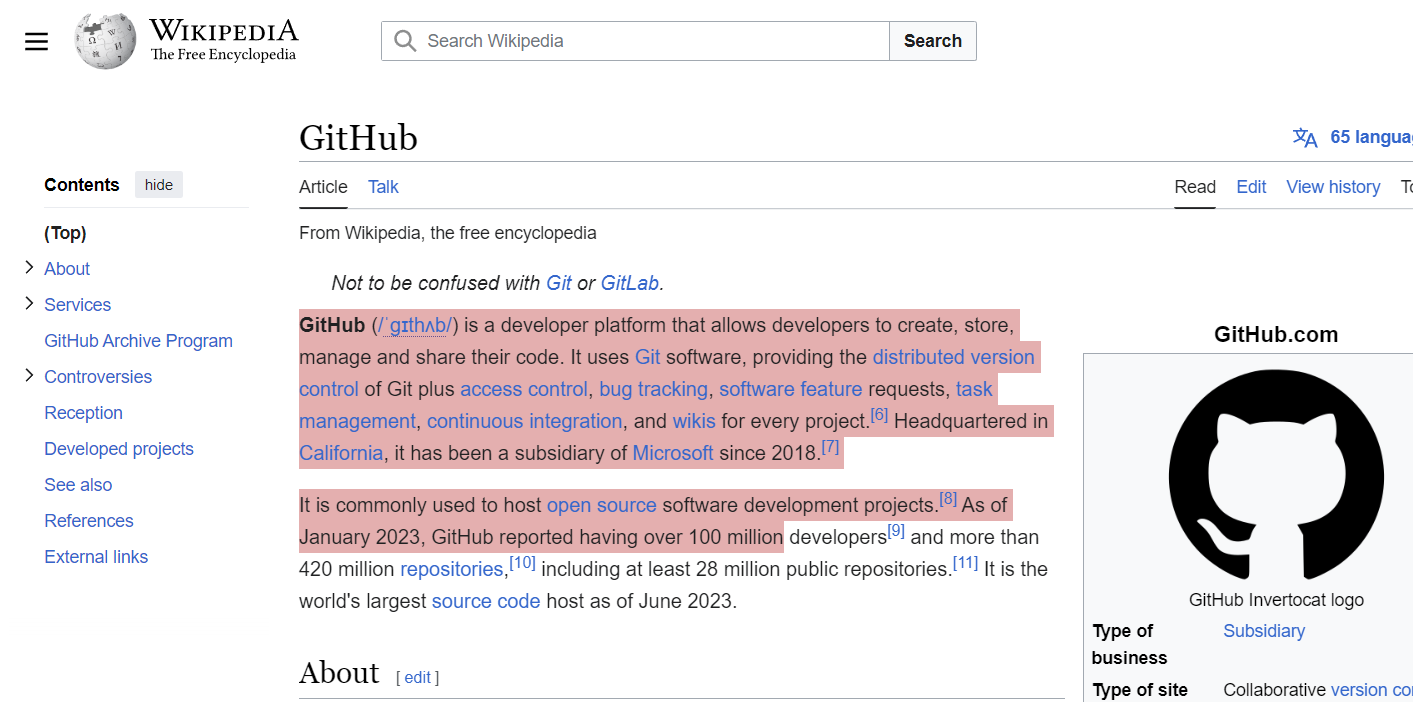 WIKIPEDIA
The Free Encyclopedia
Search Wikipedia
Search
GitHub
65 langua
Contents
hide
Article
Talk
Read
Edit
View history
(Top)
From Wikipedia, the free encyclopedia
About
Services
GitHub Archive Program
Controversies
Reception
Developed projects
See also
References
External links
Not to be confused with Git or GitLab.
GitHub (/ˈɡɪthʌb/) is a developer platform that allows developers to create, store,
manage and share their code. It uses Git software, providing the distributed version
control of Git plus access control, bug tracking, software feature requests, task
management, continuous integration, and wikis for every project.[6] Headquartered in
California, it has been a subsidiary of Microsoft since 2018.[7]
It is commonly used to host open source software development projects.[8] As of
January 2023, GitHub reported having over 100 million developers[9] and more than
420 million repositories,[10] including at least 28 million public repositories.[11] It is the
world's largest source code host as of June 2023.
About [ edit ]
GitHub.com
GitHub Invertocat logo
Type of business Subsidiary
Type of site Collaborative version co